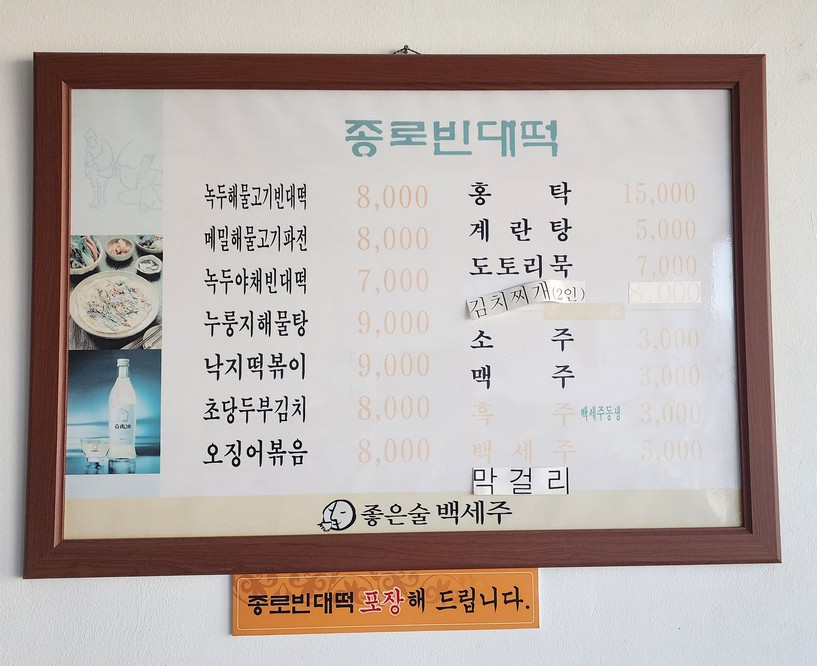 종로빈대떡
녹두해물고기빈대떡 8,000
메밀해물고기파전 8,000
녹두야채빈대떡 7,000
누룽지해물탕 9,000
낙지떡볶이 9,000
초당두부김치 8,000
오징어볶음 8,000
홍 탁 15,000
계 란 탕 5,000
도토리묵 7,000
김치찌개(2인) 8,000
소 주 3,000
맥 주 3,000
흑 주 백세주동생 3,000
백 세 주 5,000
막걸리
좋은술 백세주
종로빈대떡 포장해 드립니다.